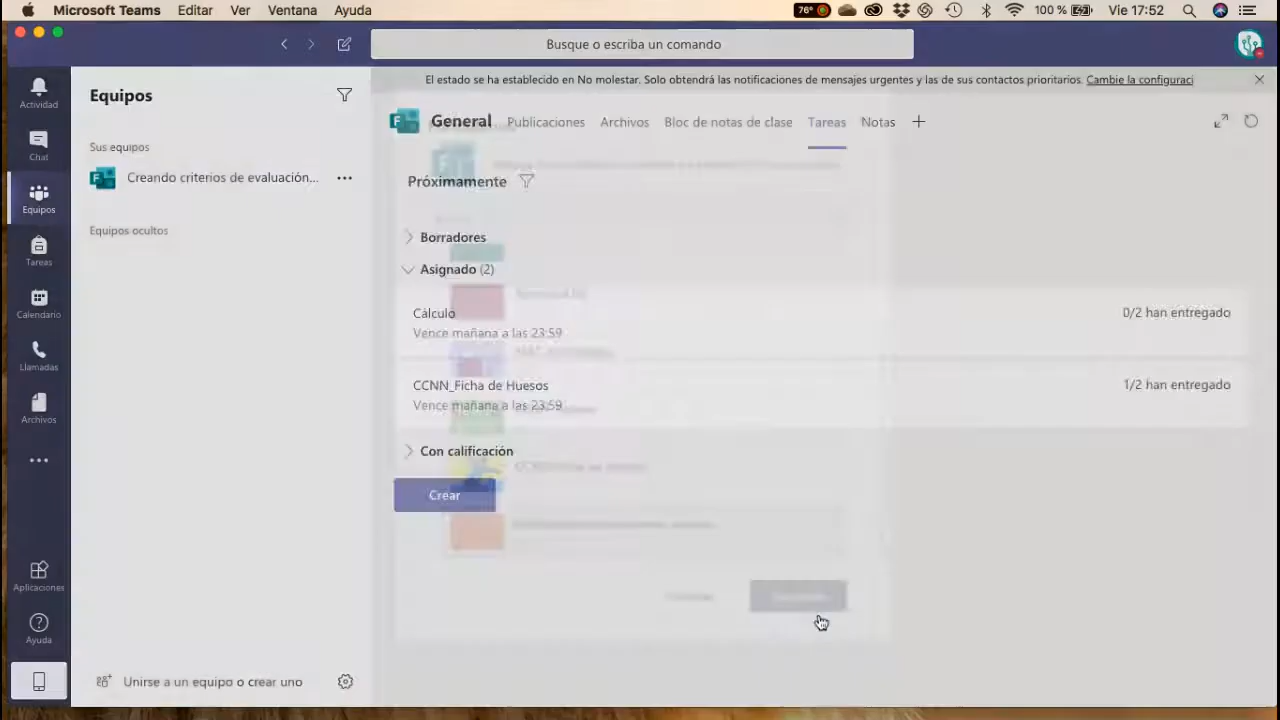 Microsoft Teams Editar Ver Ventana Ayuda 76° 100 % Vie 17:52
Busque o escriba un comando
El estado se ha establecido en No molestar. Solo obtendrá las notificaciones de mensajes urgentes y las de sus contactos prioritarios. Cambie la configuraci
Actividad
Chat
Equipos
Tareas
Calendario
Llamadas
Archivos
Aplicaciones
Ayuda
Equipos
Sus equipos
F Creando criterios de evaluación...
Equipos ocultos
Unirse a un equipo o crear uno
F General Publicaciones Archivos Bloc de notas de clase Tareas Notas
Próximamente
Borradores
Asignado (2)
Cálculo 0/2 han entregado
Vence mañana a las 23:59
CCNN_Ficha de Huesos 1/2 han entregado
Vence mañana a las 23:59
Con calificación
Crear